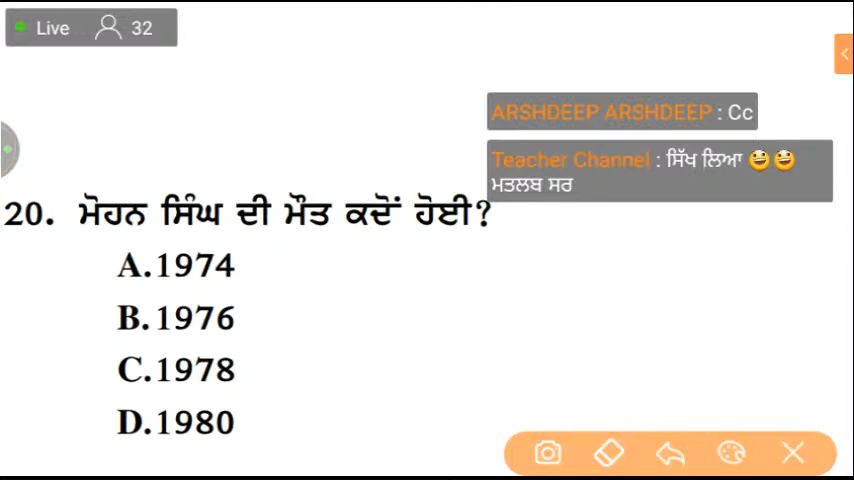 Live 32
ARSHDEEP ARSHDEEP : Cc
Teacher Channel : ਸਿੱਖ ਲਿਆ 😆😆
ਮਤਲਬ ਸਰ
20. ਮੋਹਨ ਸਿੰਘ ਦੀ ਮੌਤ ਕਦੋਂ ਹੋਈ?
A.1974
B.1976
C.1978
D.1980